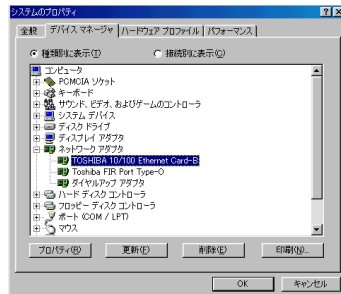 システムのプロパティ
全般 デバイス マネージャ ハードウェア プロファイル パフォーマンス
種類別に表示(T) 接続別に表示(C)
コンピュータ
PCMCIA ソケット
キーボード
サウンド、ビデオ、およびゲームのコントローラ
システム デバイス
ディスク ドライブ
ディスプレイ アダプタ
ネットワーク アダプタ
TOSHIBA 10/100 Ethernet Card-B
Toshiba FIR Port Type-O
ダイヤルアップ アダプタ
ハード ディスク コントローラ
フロッピー ディスク コントローラ
ポート (COM / LPT)
マウス
プロパティ(R) 更新(F) 削除(E) 印刷(N)...
OK キャンセル